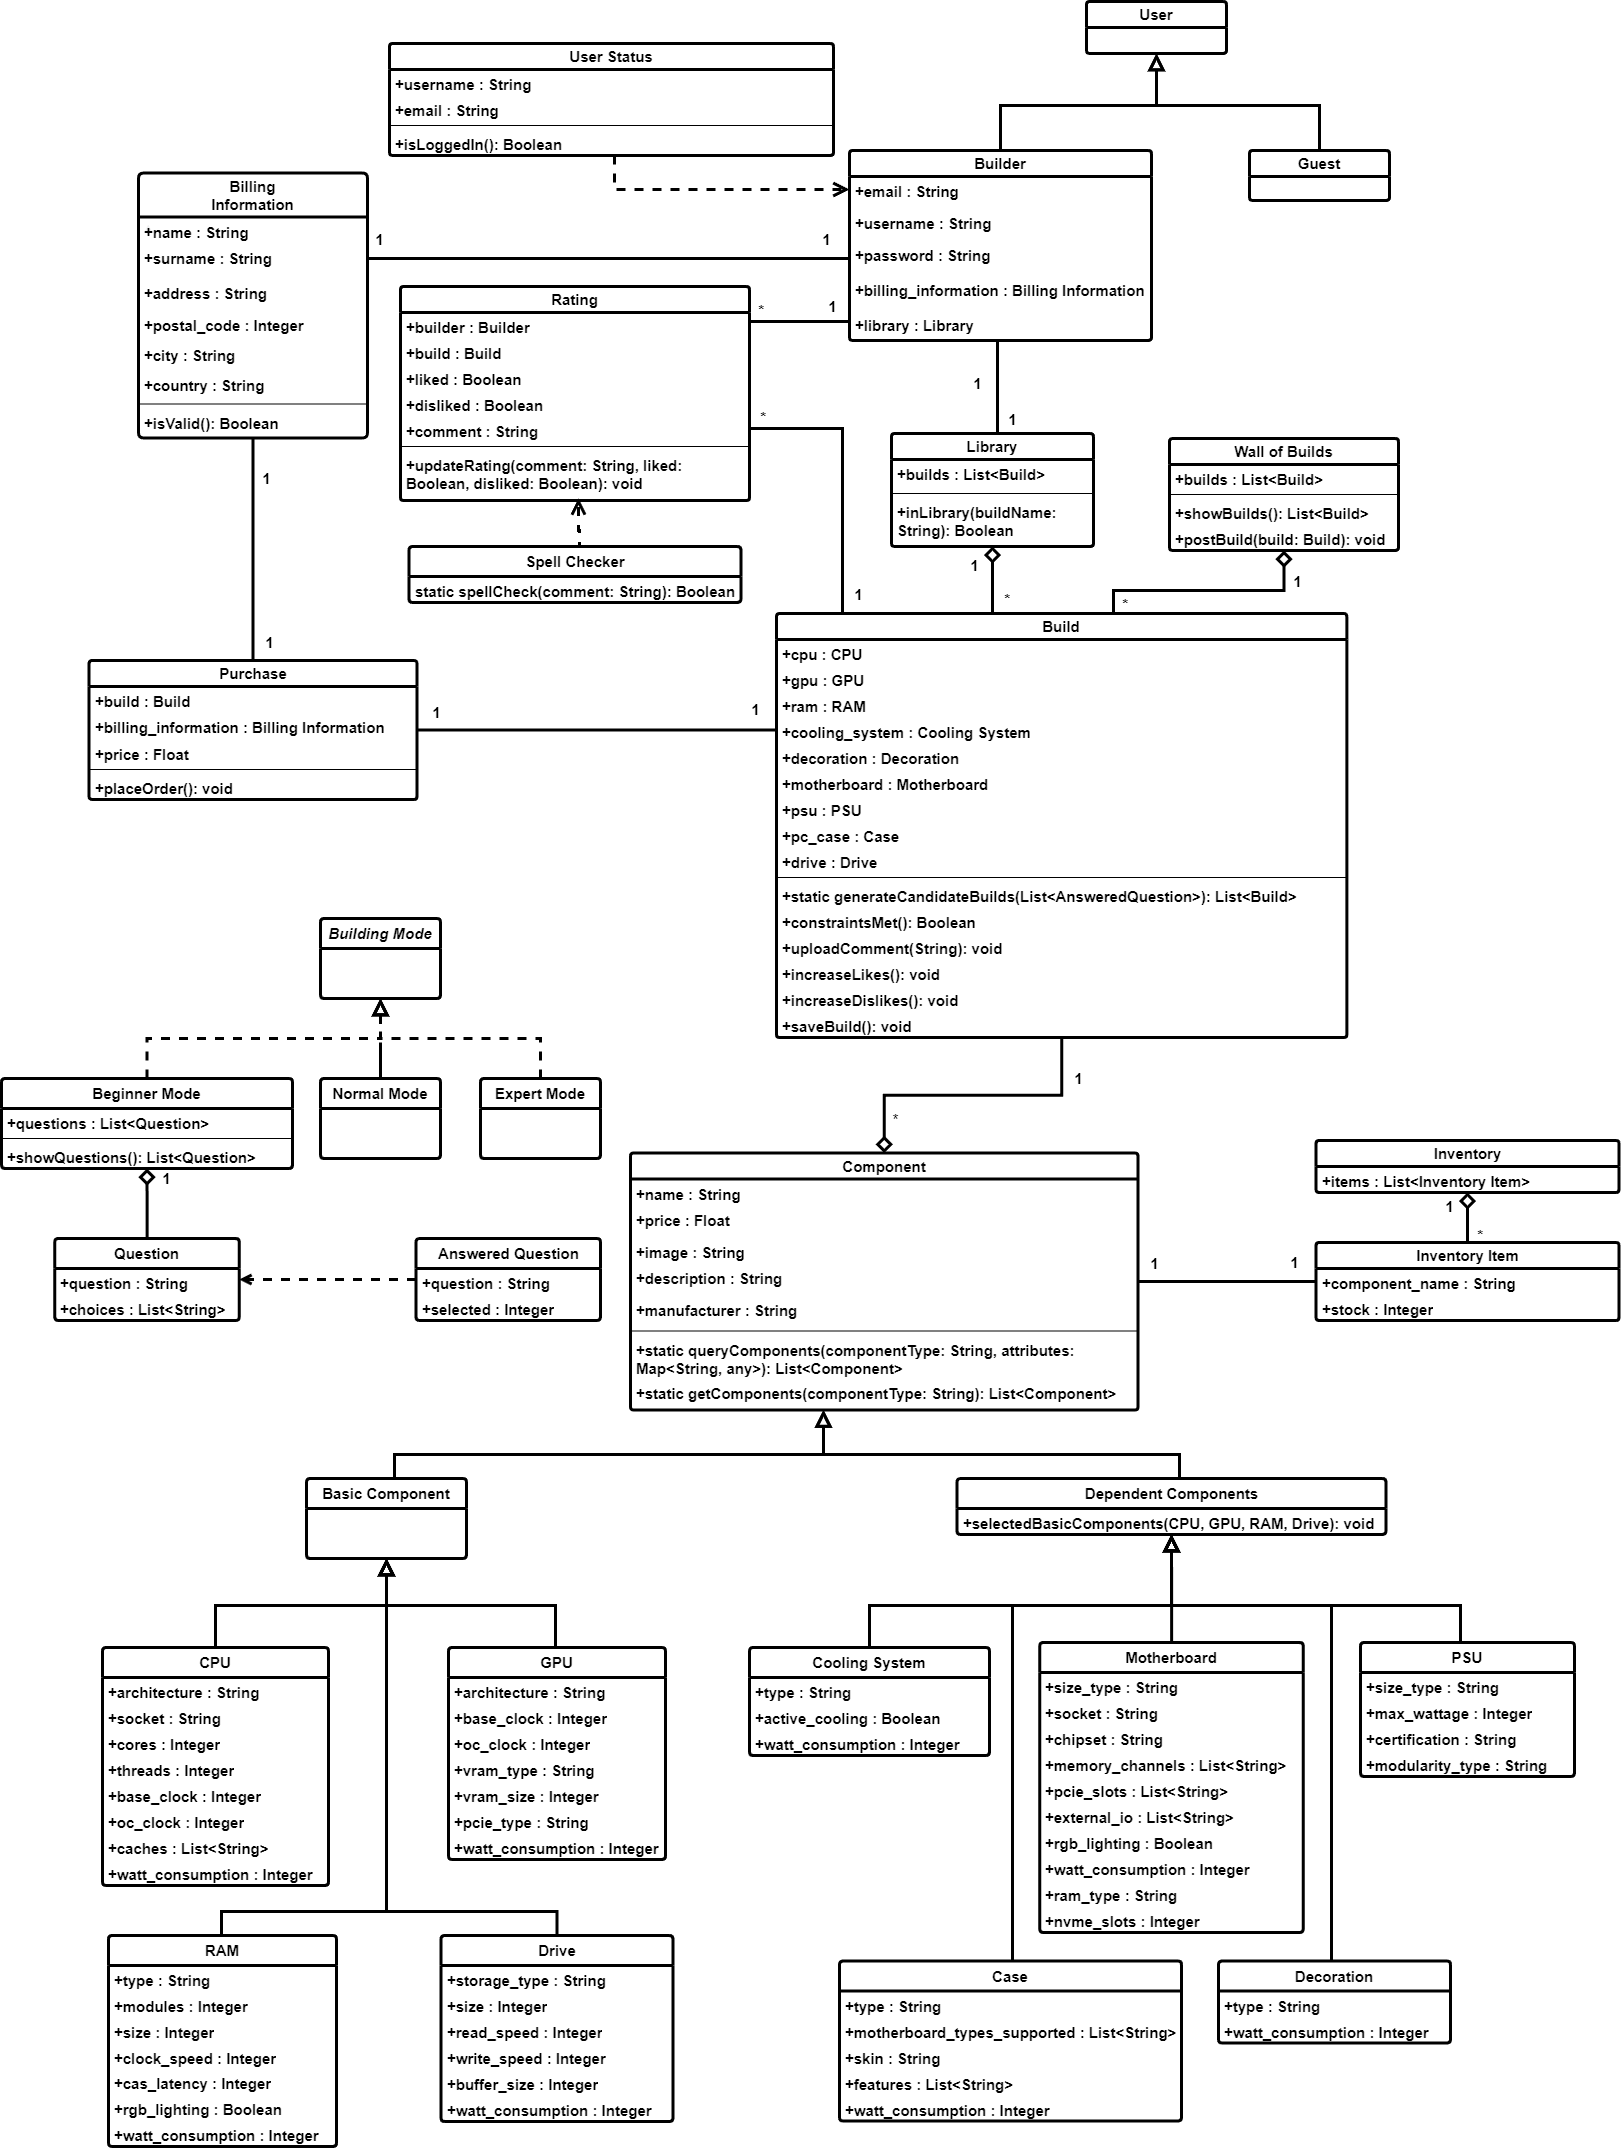 User
User Status
+username : String
+email : String
+isLoggedIn(): Boolean
Builder
+email : String
+username : String
+password : String
+billing_information : Billing Information
+library : Library
Guest
Billing
Information
+name : String
+surname : String
+address : String
+postal_code : Integer
+city : String
+country : String
+isValid(): Boolean
1
1
Rating
+builder : Builder
+build : Build
+liked : Boolean
+disliked : Boolean
+comment : String
+updateRating(comment: String, liked:
Boolean, disliked: Boolean): void
*
1
*
1
1
1
Library
+builds : List<Build>
+inLibrary(buildName:
String): Boolean
Wall of Builds
+builds : List<Build>
+showBuilds(): List<Build>
+postBuild(build: Build): void
Spell Checker
static spellCheck(comment: String): Boolean
1
*
1
*
1
1
Build
+cpu : CPU
+gpu : GPU
+ram : RAM
+cooling_system : Cooling System
+decoration : Decoration
+motherboard : Motherboard
+psu : PSU
+pc_case : Case
+drive : Drive
+static generateCandidateBuilds(List<AnsweredQuestion>): List<Build>
+constraintsMet(): Boolean
+uploadComment(String): void
+increaseLikes(): void
+increaseDislikes(): void
+saveBuild(): void
Purchase
+build : Build
+billing_information : Billing Information
+price : Float
+placeOrder(): void
1
1
Building Mode
Beginner Mode
+questions : List<Question>
+showQuestions(): List<Question>
Normal Mode
Expert Mode
1
Question
+question : String
+choices : List<String>
Answered Question
+question : String
+selected : Integer
1
*
Component
+name : String
+price : Float
+image : String
+description : String
+manufacturer : String
+static queryComponents(componentType: String, attributes:
Map<String, any>): List<Component>
+static getComponents(componentType: String): List<Component>
Inventory
+items : List<Inventory Item>
1
*
Inventory Item
+component_name : String
+stock : Integer
1
1
Basic Component
Dependent Components
+selectedBasicComponents(CPU, GPU, RAM, Drive): void
CPU
+architecture : String
+socket : String
+cores : Integer
+threads : Integer
+base_clock : Integer
+oc_clock : Integer
+caches : List<String>
+watt_consumption : Integer
GPU
+architecture : String
+base_clock : Integer
+oc_clock : Integer
+vram_type : String
+vram_size : Integer
+pcie_type : String
+watt_consumption : Integer
Cooling System
+type : String
+active_cooling : Boolean
+watt_consumption : Integer
Motherboard
+size_type : String
+socket : String
+chipset : String
+memory_channels : List<String>
+pcie_slots : List<String>
+external_io : List<String>
+rgb_lighting : Boolean
+watt_consumption : Integer
+ram_type : String
+nvme_slots : Integer
PSU
+size_type : String
+max_wattage : Integer
+certification : String
+modularity_type : String
RAM
+type : String
+modules : Integer
+size : Integer
+clock_speed : Integer
+cas_latency : Integer
+rgb_lighting : Boolean
+watt_consumption : Integer
Drive
+storage_type : String
+size : Integer
+read_speed : Integer
+write_speed : Integer
+buffer_size : Integer
+watt_consumption : Integer
Case
+type : String
+motherboard_types_supported : List<String>
+skin : String
+features : List<String>
+watt_consumption : Integer
Decoration
+type : String
+watt_consumption : Integer